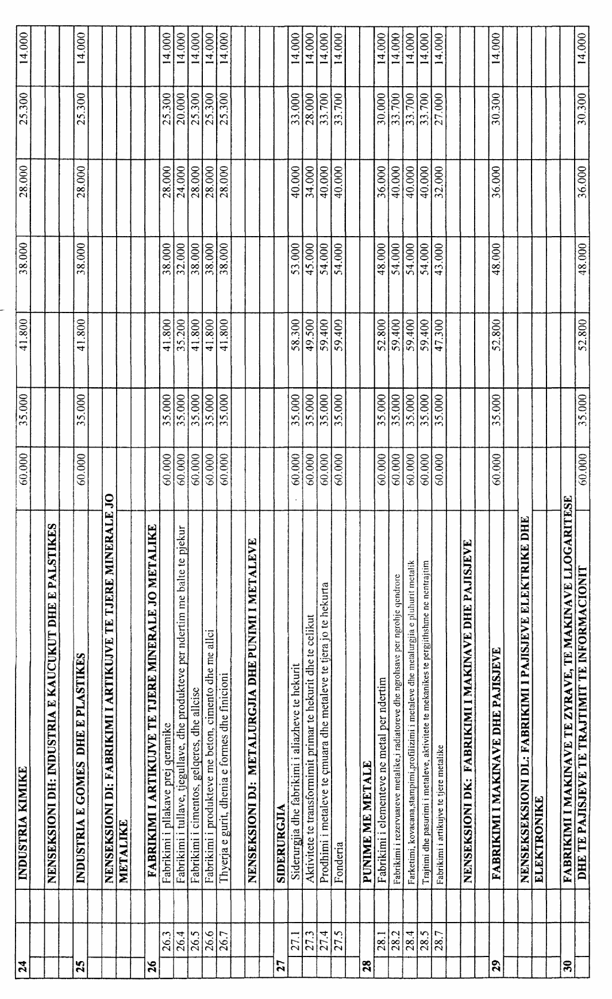 24 INDUSTRIA KIMIKE 60.000 35.000 41.800 38.000 28.000 25.300 14.000
NENSEKSIONI DH: INDUSTRIA E KAUCUKUT DHE E PALSTIKES
25 INDUSTRIA E GOMES DHE E PLASTIKES 60.000 35.000 41.800 38.000 28.000 25.300 14.000
NENSEKSIONI DI: FABRIKIMI I ARTIKUJVE TE TJERE MINERALE JO
METALIKE
26 FABRIKIMI I ARTIKUJVE TE TJERE MINERALE JO METALIKE
26.3 Fabrikimi i pllakave prej qeramike 60.000 35.000 41.800 38.000 28.000 25.300 14.000
26.4 Fabrikimi i tullave, tjegullave, dhe produkteve per ndertim me balte te pjekur 60.000 35.000 35.200 32.000 24.000 20.000 14.000
26.5 Fabrikimi i cimentos, gelqeres, dhe allcise 60.000 35.000 41.800 38.000 28.000 25.300 14.000
26.6 Fabrikimi i produkteve me beton, cimento dhe me allci 60.000 35.000 41.800 38.000 28.000 25.300 14.000
26.7 Thyerja e gurit, dhenia e formes dhe finicioni 60.000 35.000 41.800 38.000 28.000 25.300 14.000
NENSEKSIONI DJ: METALURGJIA DHE PUNIMI I METALEVE
27 SIDERURGJIA
27.1 Siderurgjia dhe fabrikimi i aliazheve te hekurit 60.000 35.000 58.300 53.000 40.000 33.000 14.000
27.3 Aktivitete te transformimit primar te hekurit dhe te celikut 60.000 35.000 49.500 45.000 34.000 28.000 14.000
27.4 Prodhimi i metaleve te çmuara dhe metaleve te tjera jo te hekurta 60.000 35.000 59.400 54.000 40.000 33.700 14.000
27.5 Fonderia 60.000 35.000 59.400 54.000 40.000 33.700 14.000
28 PUNIME ME METALE
28.1 Fabrikimi i elementeve ne metal per ndertim 60.000 35.000 52.800 48.000 36.000 30.000 14.000
28.2 Fabrikimi i rezervuareve metalike,i radiatoreve dhe ngrohsave per ngrohje qendrore 60.000 35.000 59.400 54.000 40.000 33.700 14.000
28.4 Farketimi, kovacana,stampimi,profilizimi i metaleve dhe metalurgjia e pluhurit metalik 60.000 35.000 59.400 54.000 40.000 33.700 14.000
28.5 Trajtimi dhe pasurimi i metaleve, aktivitete te mekanikes te pergjithshme ne nentrajtim 60.000 35.000 59.400 54.000 40.000 33.700 14.000
28.7 Fabrikimi i artikujve te tjere metalike 60.000 35.000 47.300 43.000 32.000 27.000 14.000
NENSEKSIONI DK: FABRIKIMI I MAKINAVE DHE PAJISJEVE
29 FABRIKIMI I MAKINAVE DHE PAJISJEVE 60.000 35.000 52.800 48.000 36.000 30.300 14.000
NENSEKSEKSIONI DL: FABRIKIMI I PAJISJEVE ELEKTRIKE DHE
ELEKTRONIKE
30 FABRIKIMI I MAKINAVE TE ZYRAVE, TE MAKINAVE LLOGARITESE
DHE TE PAJISJEVE TE TRAJTIMIT TE INFORMACIONIT 60.000 35.000 52.800 48.000 36.000 30.300 14.000